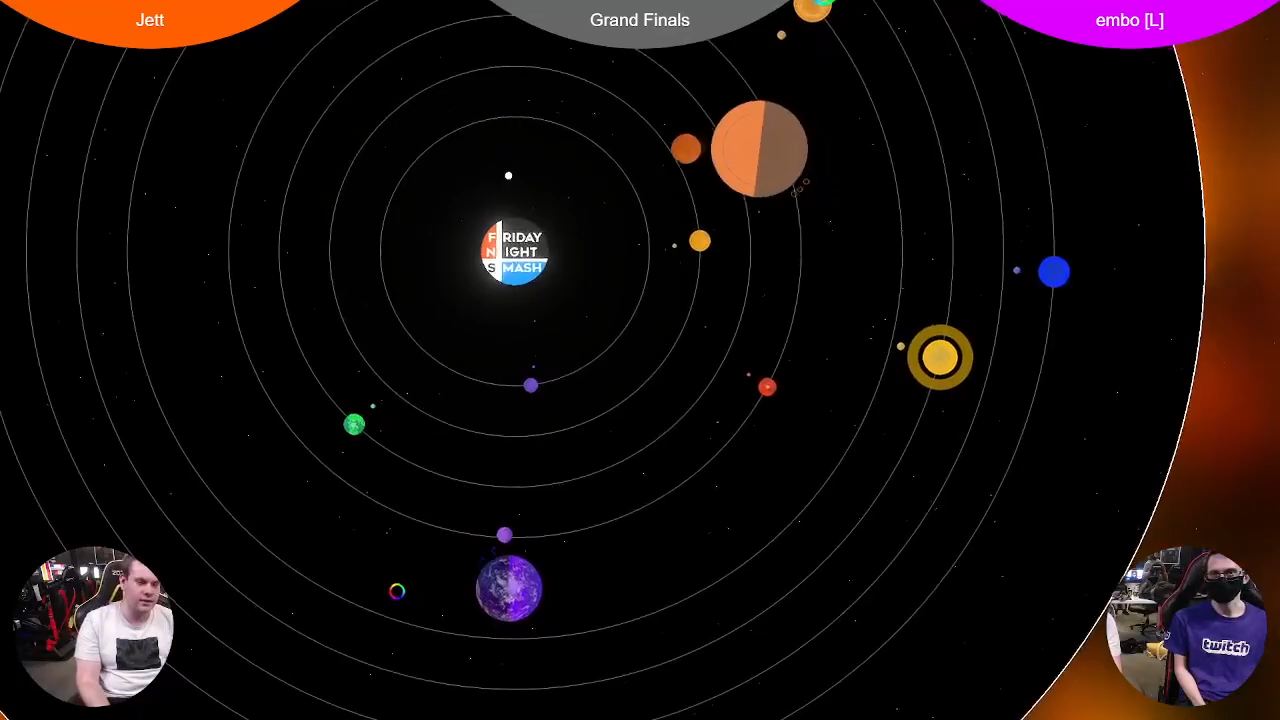 Jett
Grand Finals
embo [L]
FRIDAY
NIGHT
SMASH
twitch